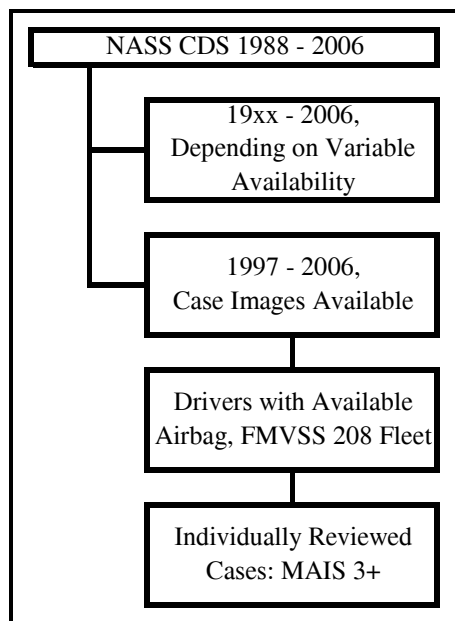 NASS CDS 1988 - 2006
19xx - 2006,
Depending on Variable
Availability
1997 - 2006,
Case Images Available
Drivers with Available
Airbag, FMVSS 208 Fleet
Individually Reviewed
Cases: MAIS 3+